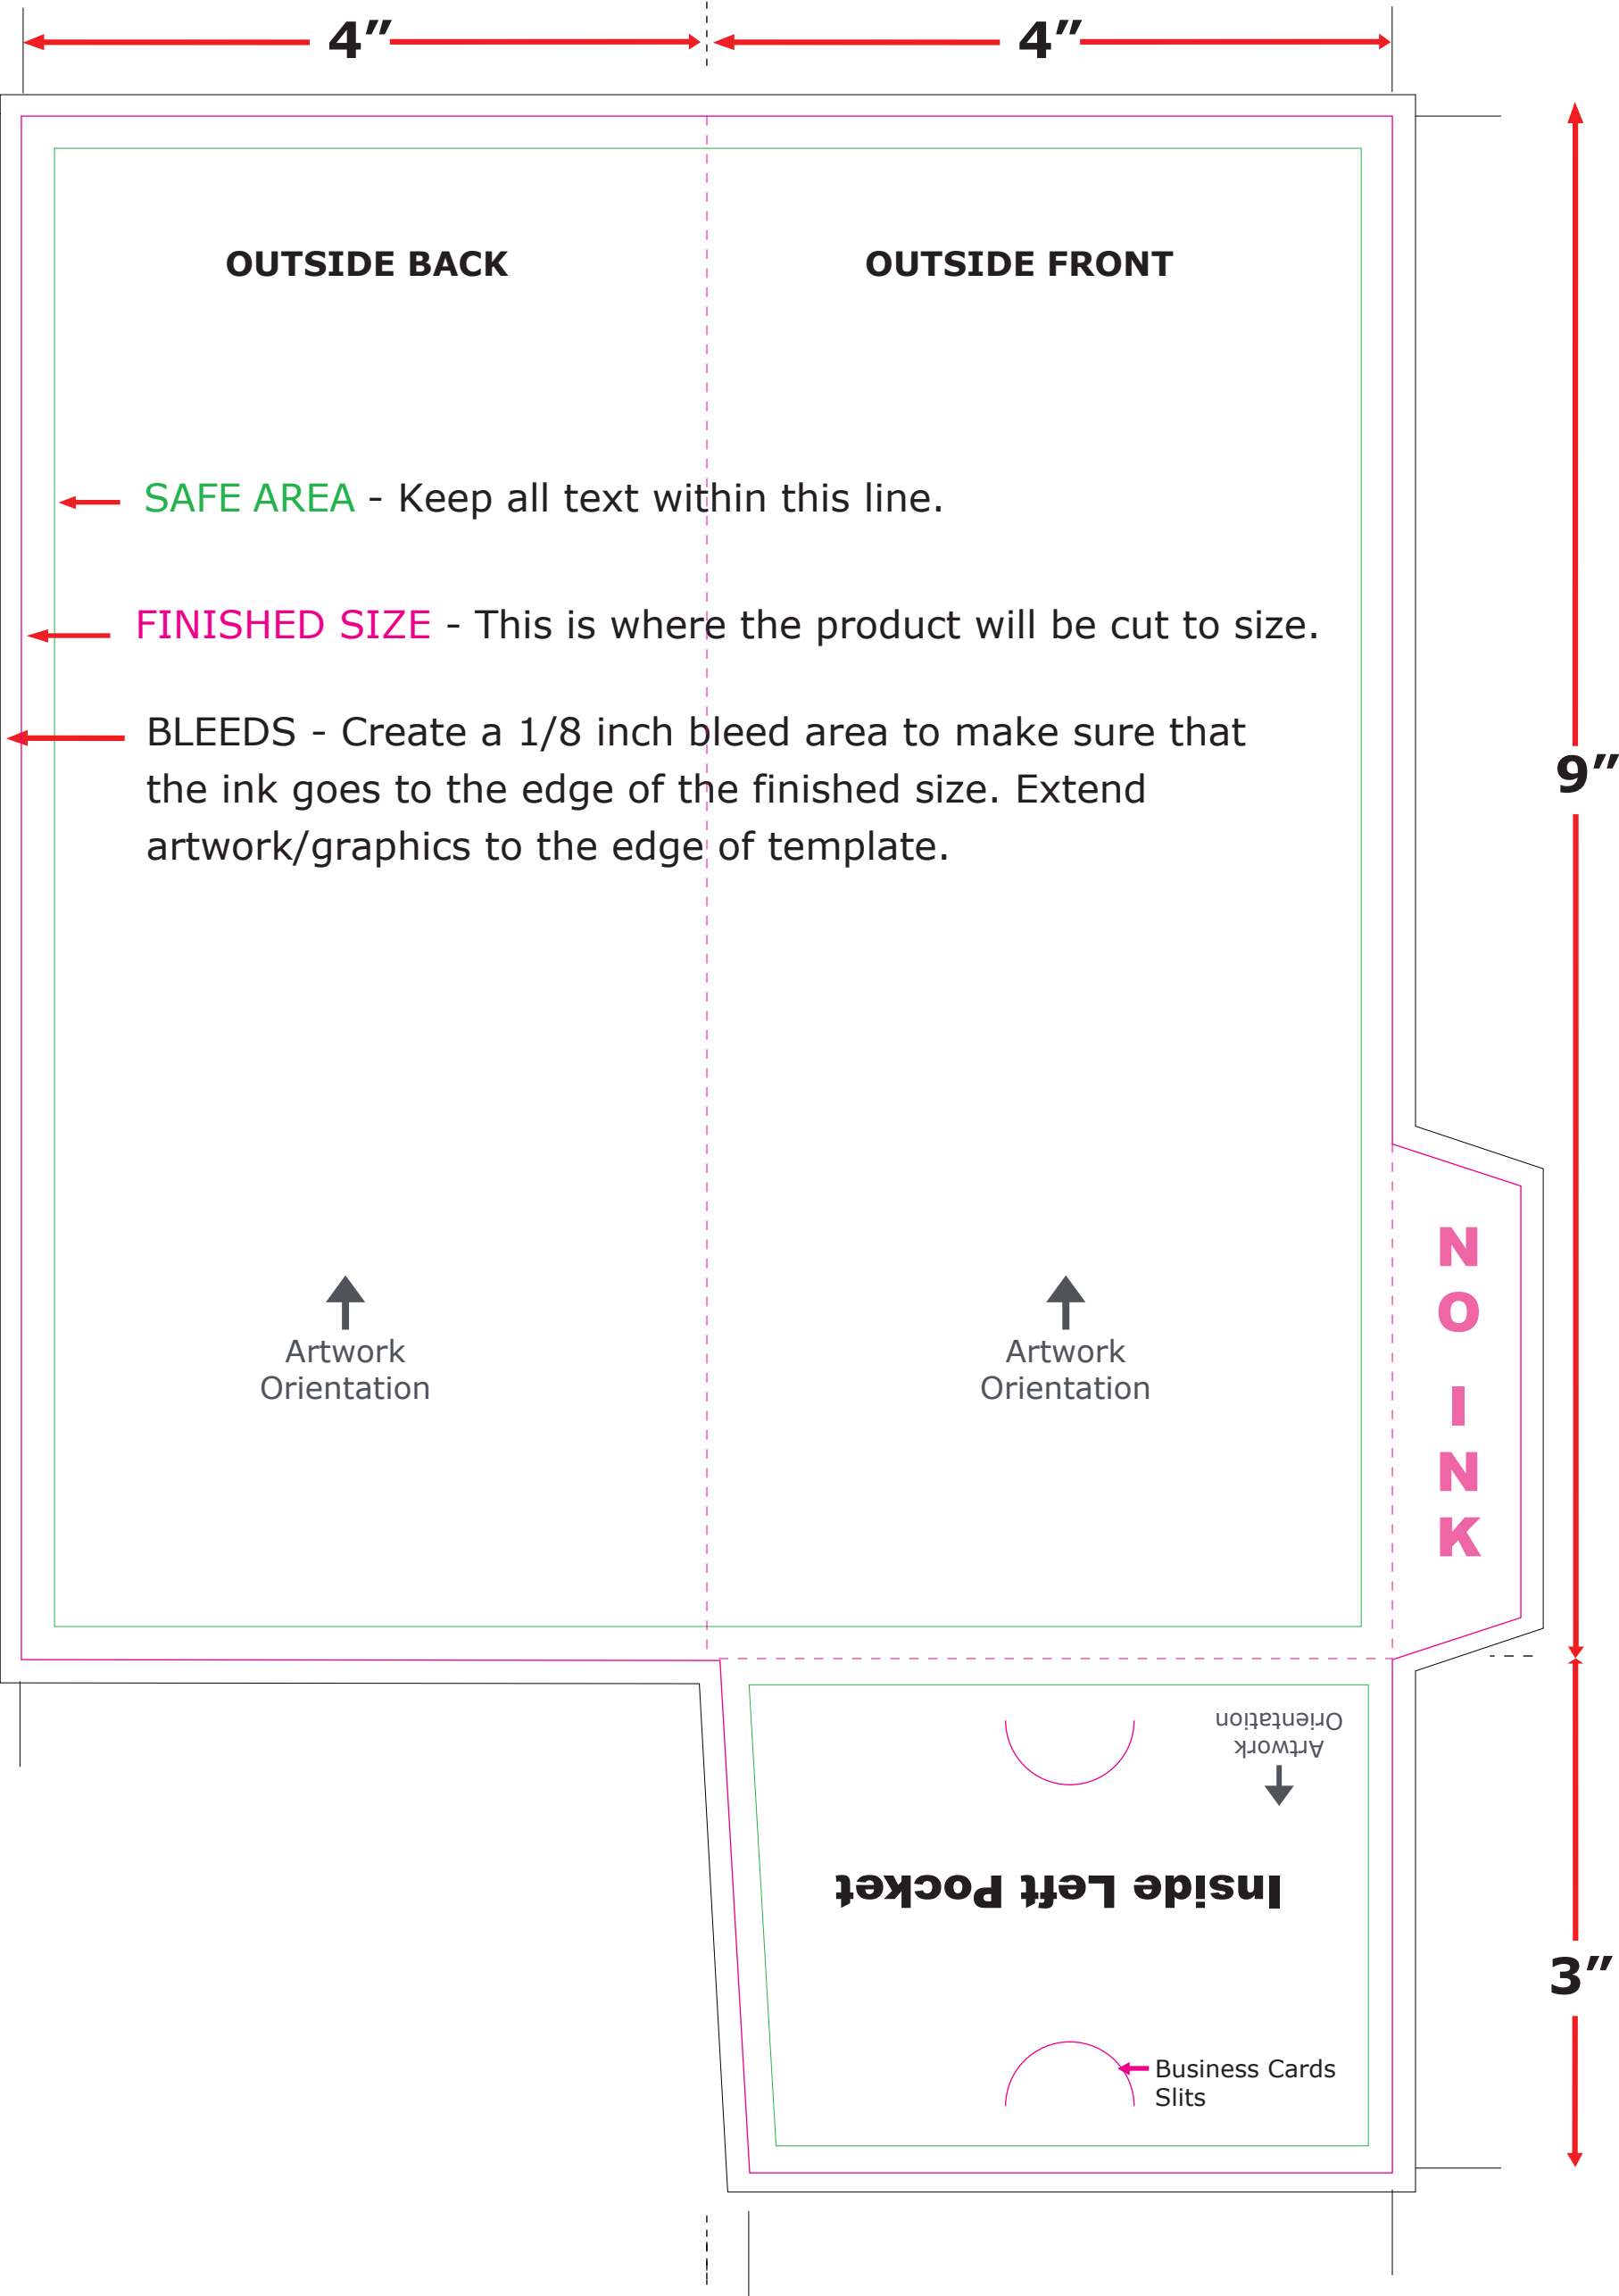 4” 4”
OUTSIDE BACK OUTSIDE FRONT
SAFE AREA - Keep all text within this line.
FINISHED SIZE - This is where the product will be cut to size.
BLEEDS - Create a 1/8 inch bleed area to make sure that
the ink goes to the edge of the finished size. Extend
artwork/graphics to the edge of template.
9”
NO INK
Artwork
Orientation
Artwork
Orientation
Artwork
Orientation
Inside Left Pocket
3”
Business Cards
Slits